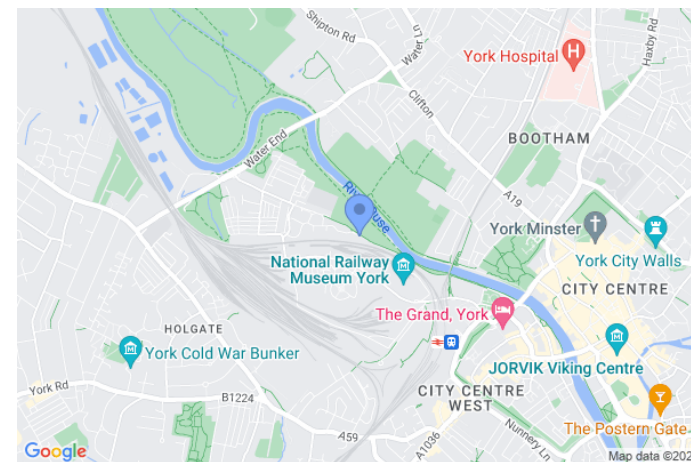 Shipton Rd
Water Ln
Haxby Rd
York Hospital
H
Clifton
BOOTHAM
Water End
A19
River Ouse
York Minster
York City Walls
National Railway
Museum York
CITY CENTRE
The Grand, York
HOLGATE
York Cold War Bunker
JORVIK Viking Centre
York Rd
B1224
CITY CENTRE
WEST
The Postern Gate
Nunnery Ln
A59
A1036
Google
Map data ©202